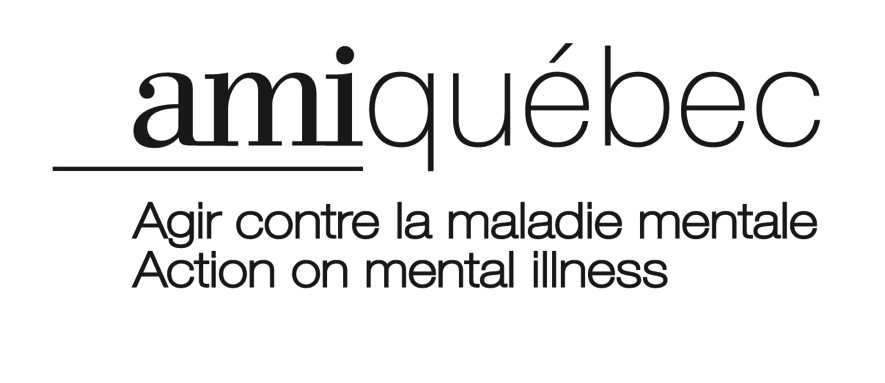 amiquébec
Agir contre la maladie mentale
Action on mental illness